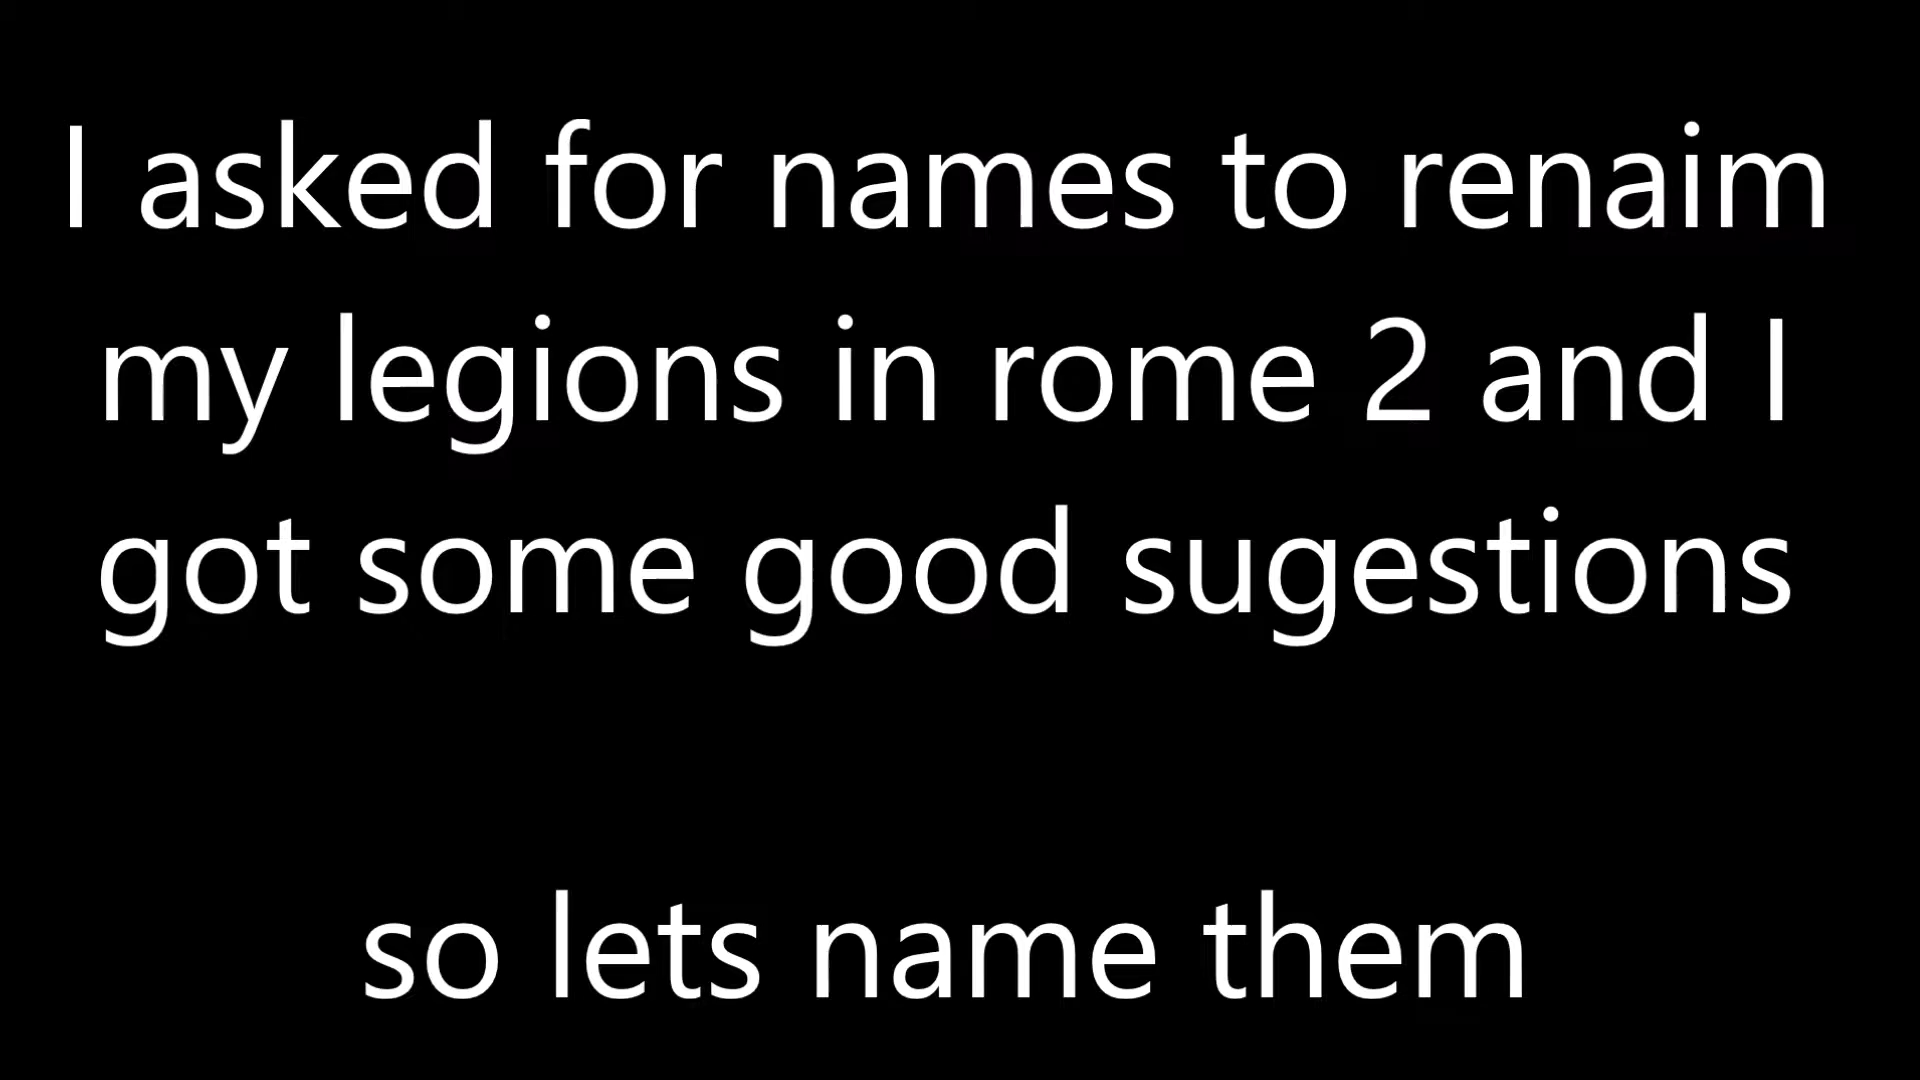 I asked for names to renaim
my legions in rome 2 and I
got some good sugestions
so lets name them